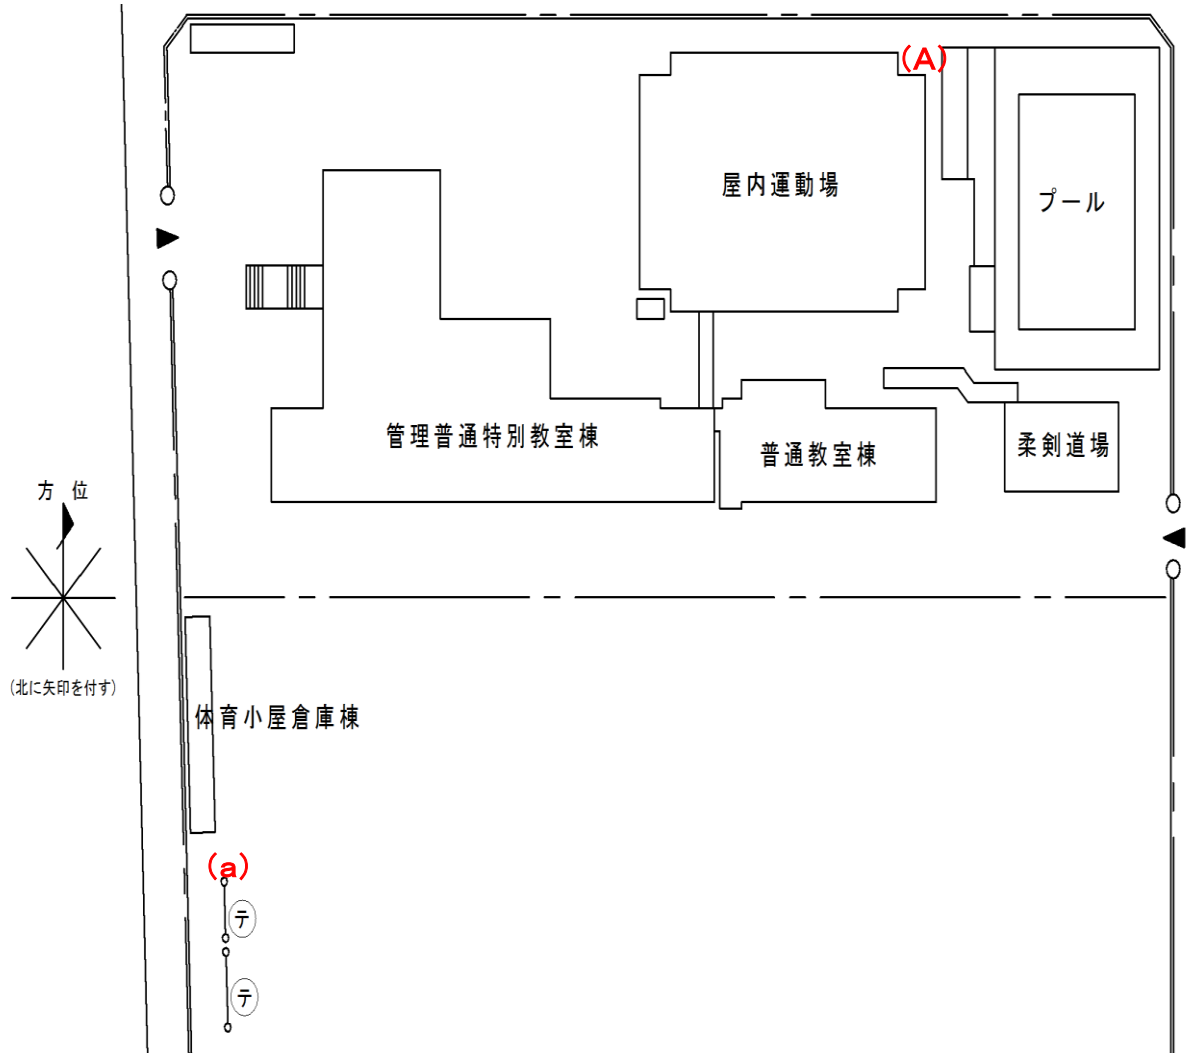 (A)
屋内運動場
プール
管理普通特別教室棟
普通教室棟
柔剣道場
方 位
(北に矢印を付す)
体育小屋倉庫棟
(a)
テ
テ